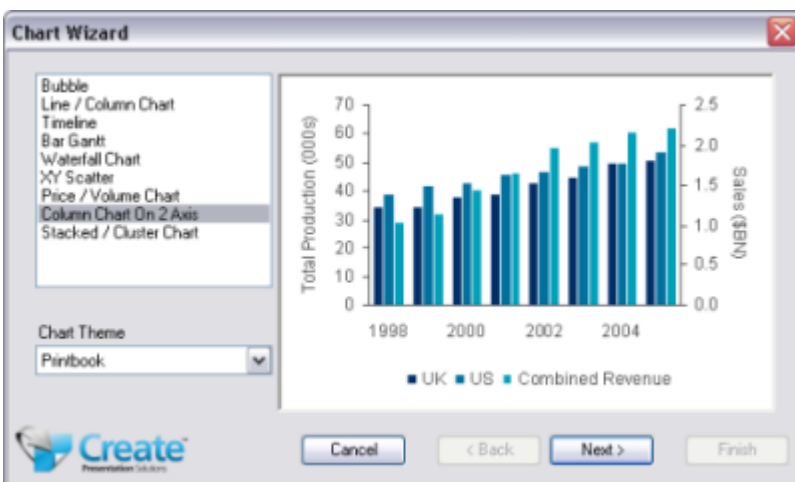 Chart Wizard
Bubble
Line / Column Chart
Timeline
Bar Gantt
Waterfall Chart
XY Scatter
Price / Volume Chart
Column Chart On 2 Axis
Stacked / Cluster Chart
Chart Theme
Printbook
Total Production (000s)
70
60
50
40
30
20
10
0
2.5
2.0
1.5
1.0
0.5
0.0
Sales ($BN)
1998 2000 2002 2004
UK US Combined Revenue
Create
Presentation Solutions
Cancel < Back Next > Finish